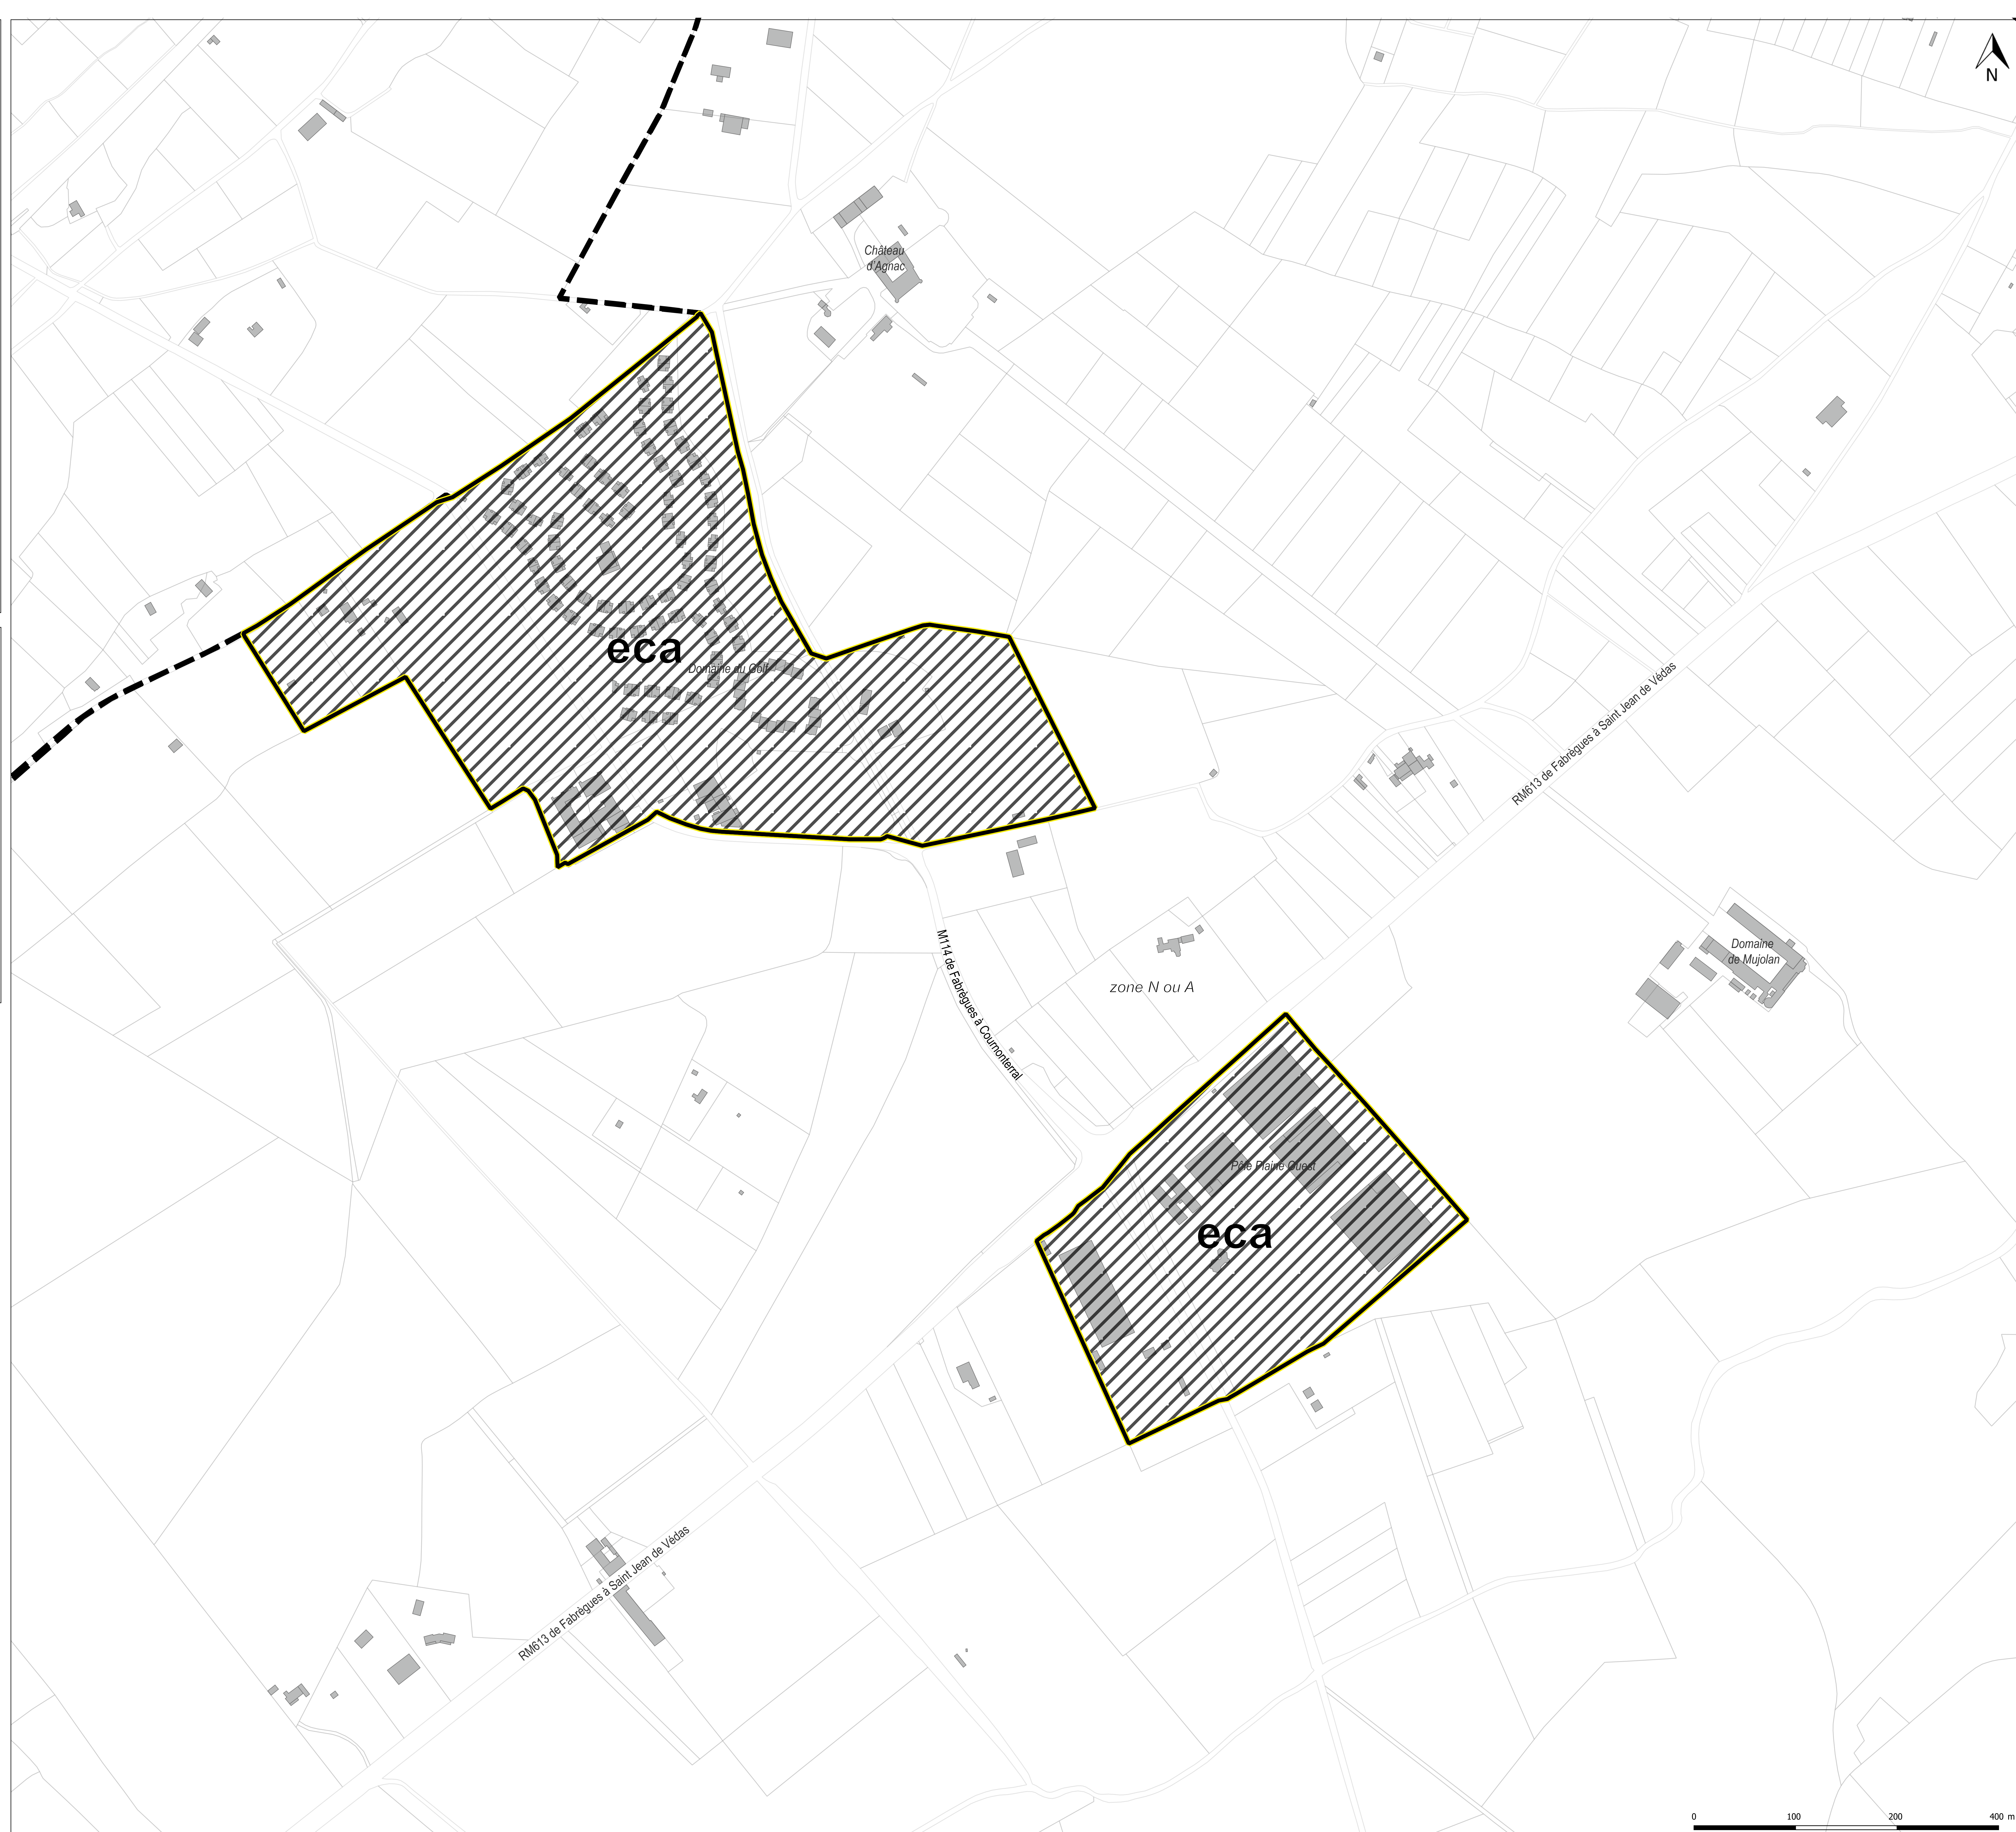 N
Château
d'Agnac
eca
Domaine du Golf
RM613 de Fabrègues à Saint Jean de Védas
M114 de Fabrègues à Cournonterral
zone N ou A
Domaine
de Mujolan
Pôle Plaine Ouest
eca
RM613 de Fabrègues à Saint Jean de Védas
0 100 200 400 m